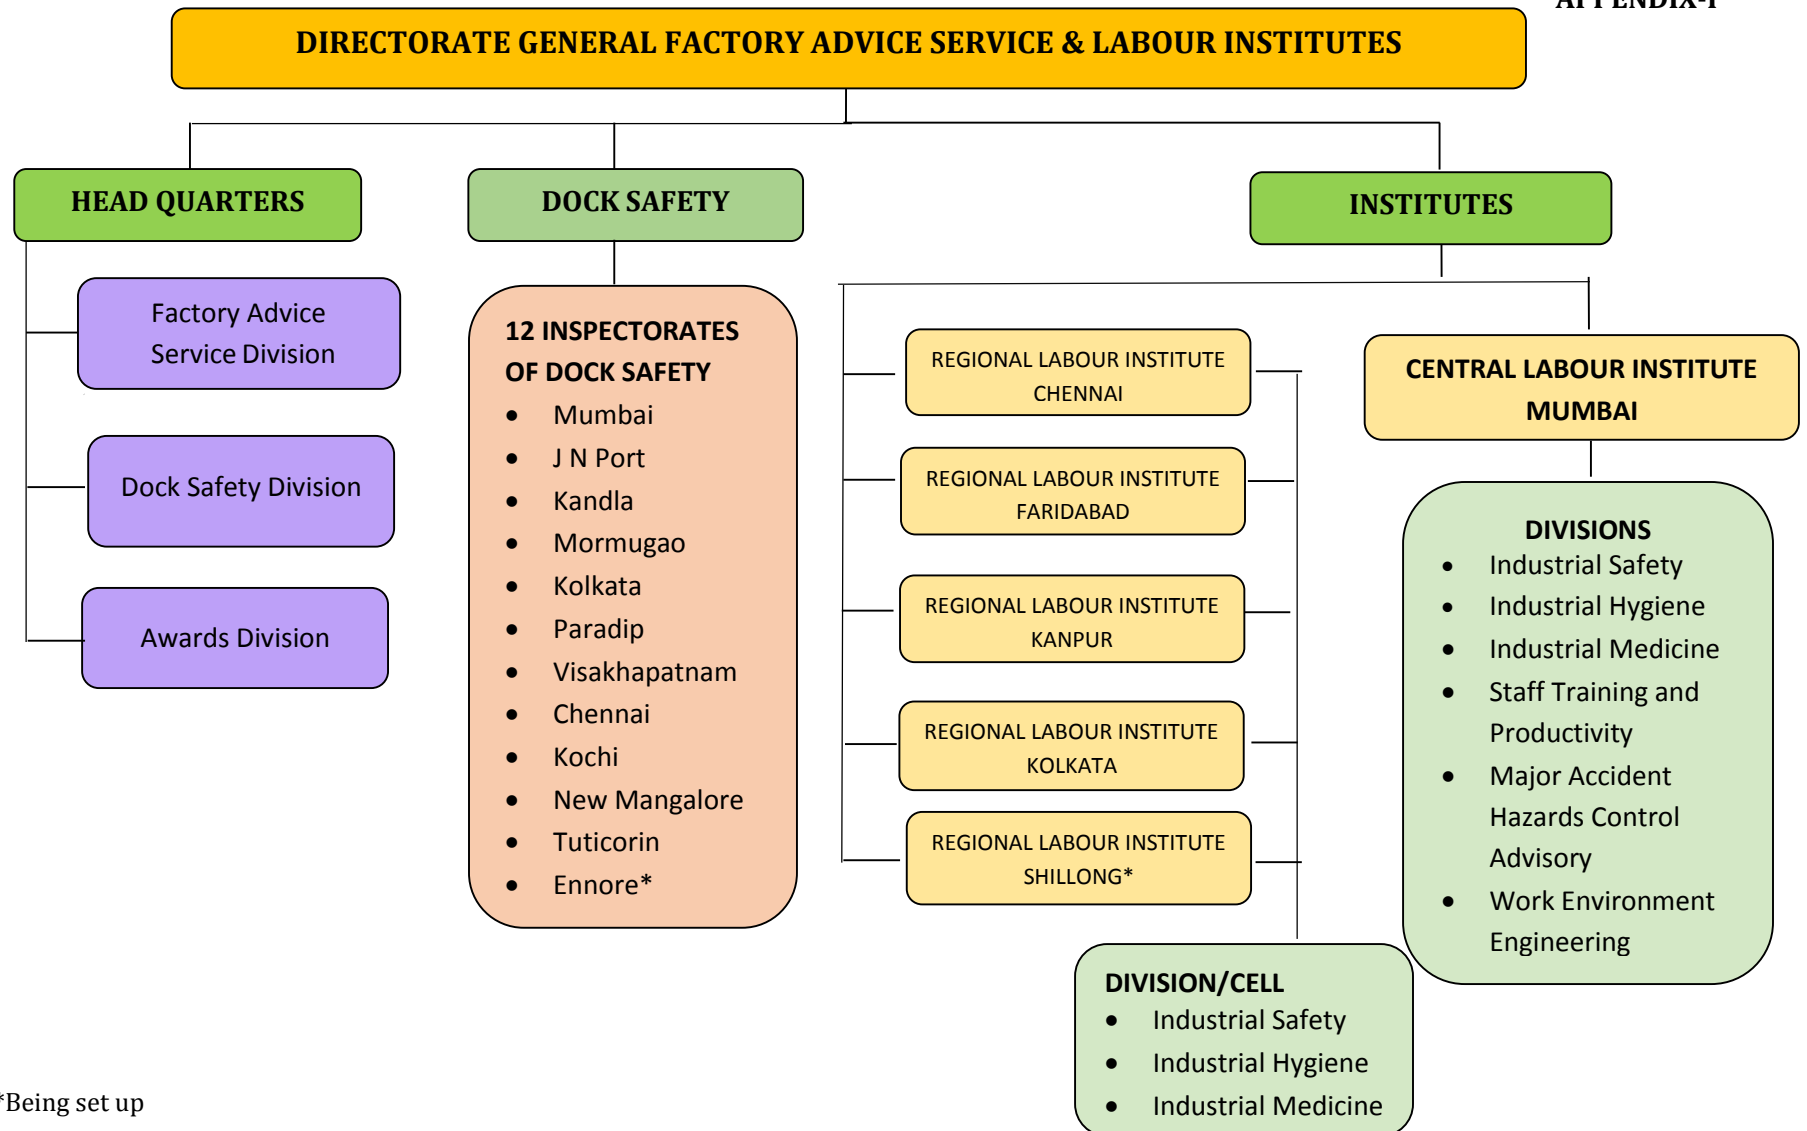 APPENDIX-I
DIRECTORATE GENERAL FACTORY ADVICE SERVICE & LABOUR INSTITUTES
HEAD QUARTERS
Factory Advice
Service Division
Dock Safety Division
Awards Division
DOCK SAFETY
12 INSPECTORATES
OF DOCK SAFETY
• Mumbai
• J N Port
• Kandla
• Mormugao
• Kolkata
• Paradip
• Visakhapatnam
• Chennai
• Kochi
• New Mangalore
• Tuticorin
• Ennore*
INSTITUTES
REGIONAL LABOUR INSTITUTE
CHENNAI
REGIONAL LABOUR INSTITUTE
FARIDABAD
REGIONAL LABOUR INSTITUTE
KANPUR
REGIONAL LABOUR INSTITUTE
KOLKATA
REGIONAL LABOUR INSTITUTE
SHILLONG*
DIVISION/CELL
• Industrial Safety
• Industrial Hygiene
• Industrial Medicine
CENTRAL LABOUR INSTITUTE
MUMBAI
DIVISIONS
• Industrial Safety
• Industrial Hygiene
• Industrial Medicine
• Staff Training and
Productivity
• Major Accident
Hazards Control
Advisory
• Work Environment
Engineering
*Being set up